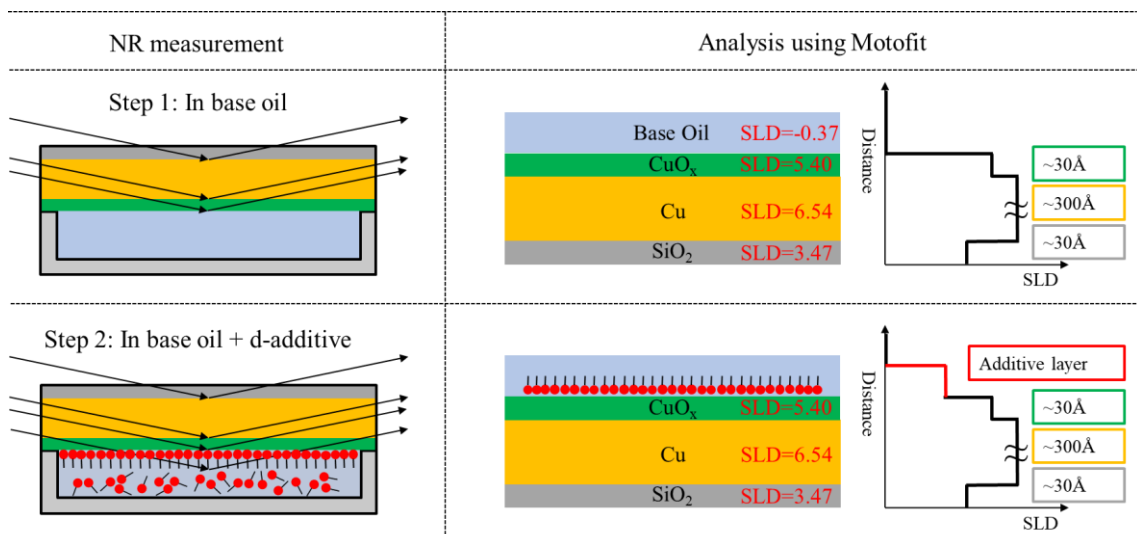 NR measurement
Analysis using Motofit
Step 1: In base oil
Base Oil SLD=-0.37
CuOx SLD=5.40
Cu SLD=6.54
SiO2 SLD=3.47
Distance
~30Å
~300Å
~30Å
SLD
Step 2: In base oil + d-additive
CuOx SLD=5.40
Cu SLD=6.54
SiO2 SLD=3.47
Distance
Additive layer
~30Å
~300Å
~30Å
SLD